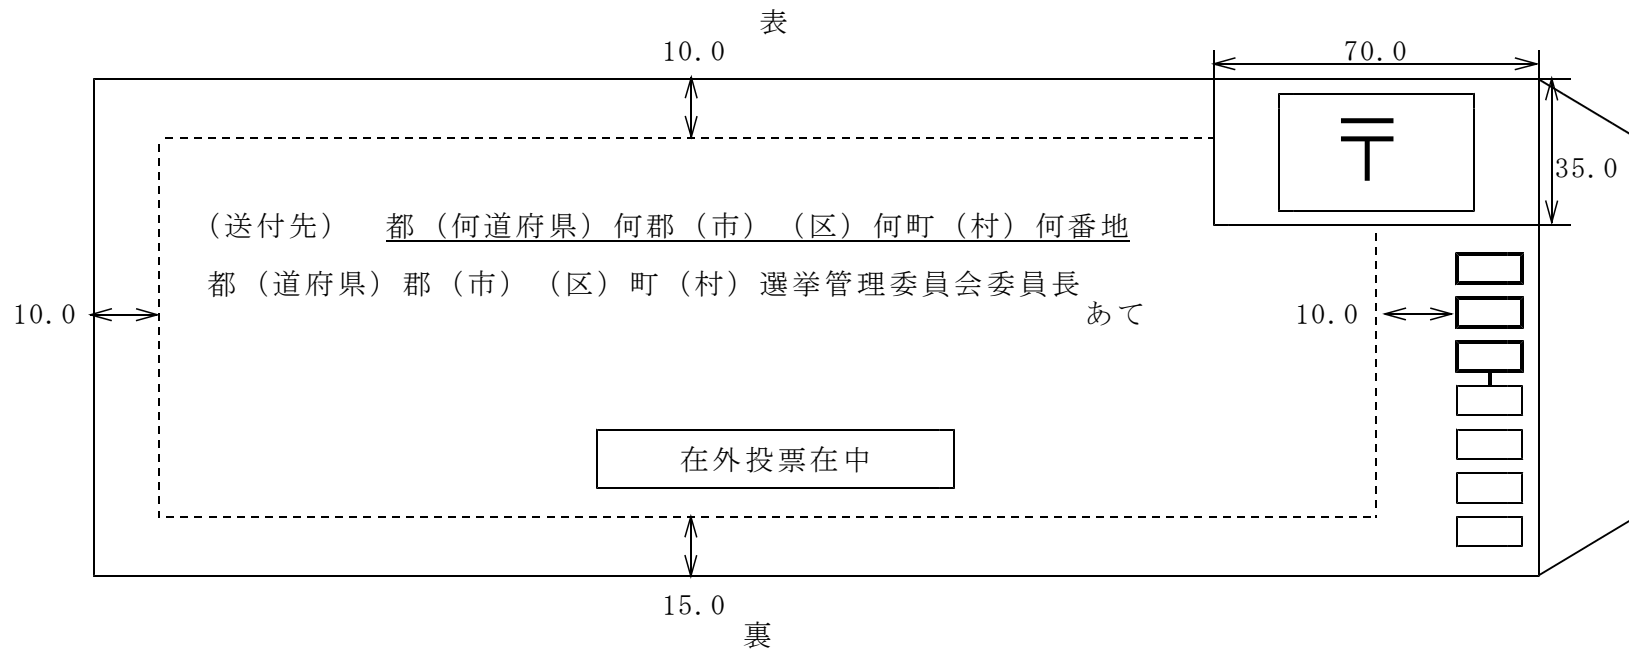 表
10.0
70.0
〒
35.0
（送付先）　都（何道府県）何郡（市）（区）何町（村）何番地
都（道府県）郡（市）（区）町（村）選挙管理委員会委員長
あて
10.0
10.0
在外投票在中
15.0
裏